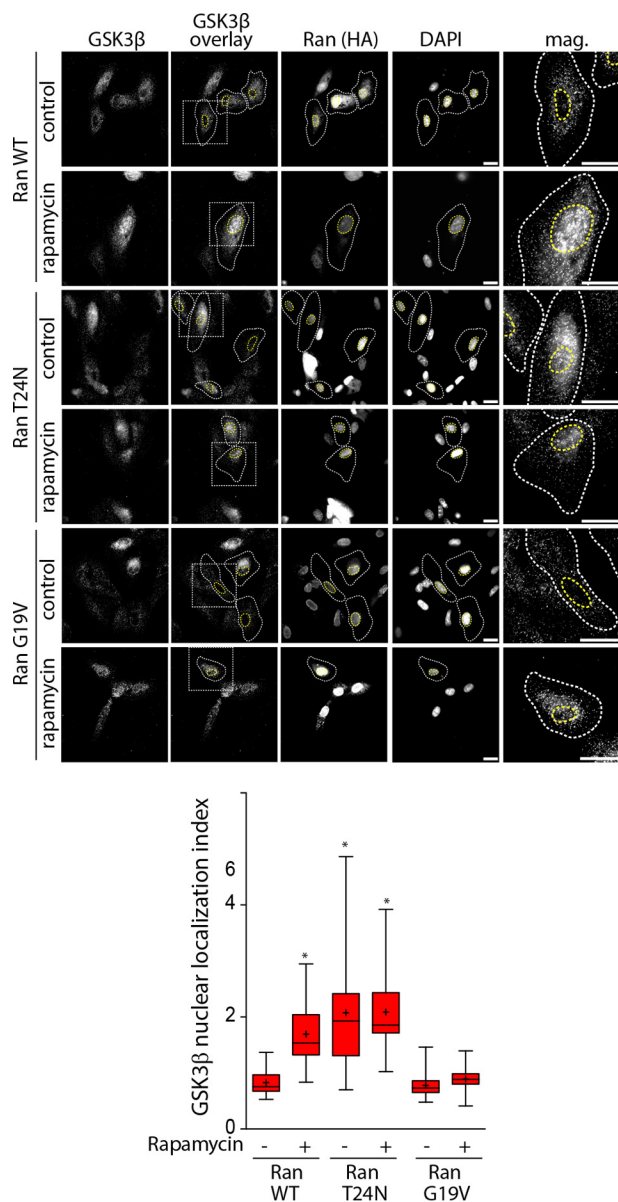 GSK3β GSK3β overlay Ran (HA) DAPI mag.
Ran WT
control
rapamycin
Ran T24N
control
rapamycin
Ran G19V
control
rapamycin
GSK3β nuclear localization index
6
4
2
0
* * *
Rapamycin - + - + - +
Ran WT Ran T24N Ran G19V